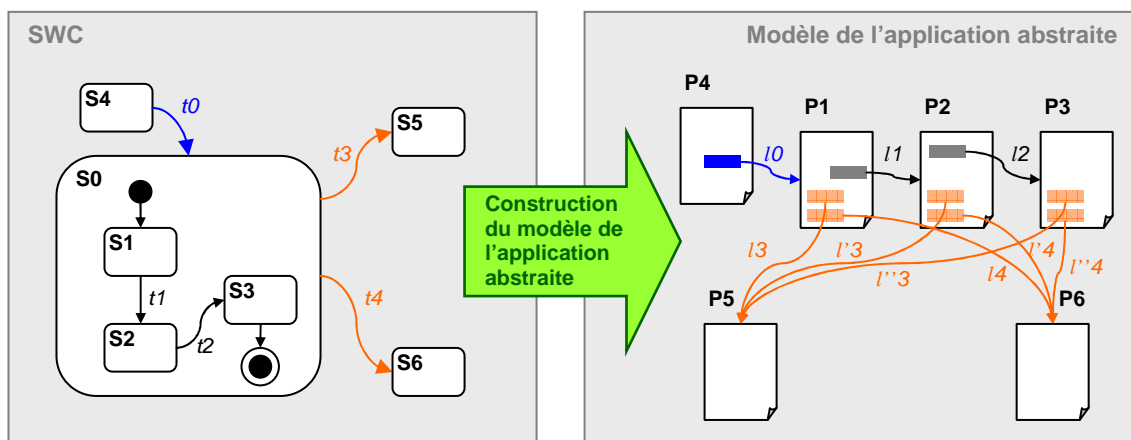 SWC
S4
t0
S5
t3
S0
S1
t1
S3
S2
t2
t4
S6
Construction
du modèle de
l'application
abstraite
Modèle de l'application abstraite
P4
P1
P2
P3
l0
l1
l2
l3
l'3
l''3
l4
l'4
l''4
P5
P6